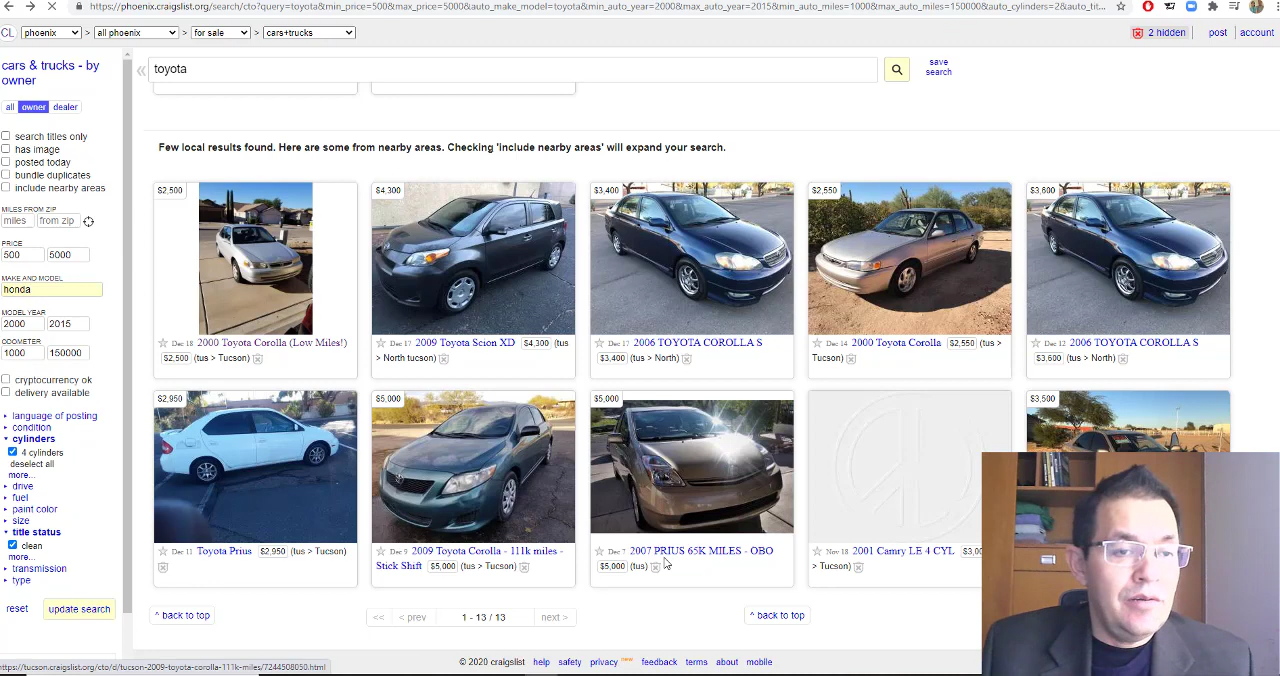 https://phoenix.craigslist.org/search/cto?query=toyota&min_price=500&max_price=5000&auto_make_model=toyota&min_auto_year=2000&max_auto_year=2015&min_auto_miles=1000&max_auto_miles=150000&auto_cylinders=2&auto_tit...
CL phoenix > all phoenix > for sale > cars+trucks 2 hidden post account
cars & trucks - by
owner
all owner dealer
search titles only
has image
posted today
bundle duplicates
include nearby areas
MILES FROM ZIP
miles from zip
PRICE
500 5000
MAKE AND MODEL
honda
MODEL YEAR
2000 2015
ODOMETER
1000 150000
cryptocurrency ok
delivery available
language of posting
condition
cylinders
4 cylinders
deselect all
more...
drive
fuel
paint color
size
title status
clean
more...
transmission
type
reset update search
« toyota
save
search
Few local results found. Here are some from nearby areas. Checking 'include nearby areas' will expand your search.
$2,500 $4,300 $3,400 $2,550 $3,600
Dec 18 2000 Toyota Corolla (Low Miles!)
$2,500 (tus > Tucson)
Dec 17 2009 Toyota Scion XD $4,300 (tus
> North tucson)
Dec 17 2006 TOYOTA COROLLA S
$3,400 (tus > North)
Dec 14 2000 Toyota Corolla $2,550 (tus >
Tucson)
Dec 12 2006 TOYOTA COROLLA S
$3,600 (tus > North)
$2,950 $5,000 $5,000 $3,500
Dec 11 Toyota Prius $2,950 (tus > Tucson)
Dec 9 2009 Toyota Corolla - 111k miles -
Stick Shift $5,000 (tus > Tucson)
Dec 7 2007 PRIUS 65K MILES - OBO
$5,000 (tus)
Nov 18 2001 Camry LE 4 CYL $3,00
> Tucson)
^ back to top << < prev 1 - 13 / 13 next > ^ back to top
© 2020 craigslist help safety privacy new feedback terms about mobile
https://tucson.craigslist.org/cto/d/tucson-2009-toyota-corolla-111k-miles/7244508050.html